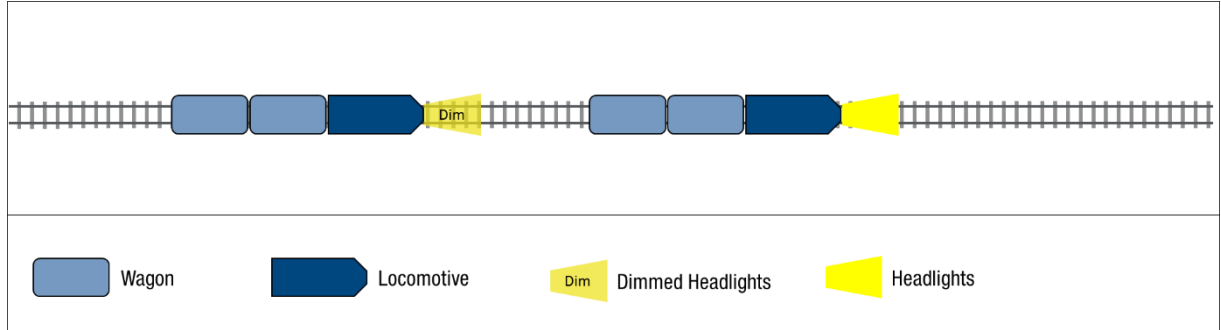 Dim
Wagon
Locomotive
Dim
Dimmed Headlights
Headlights